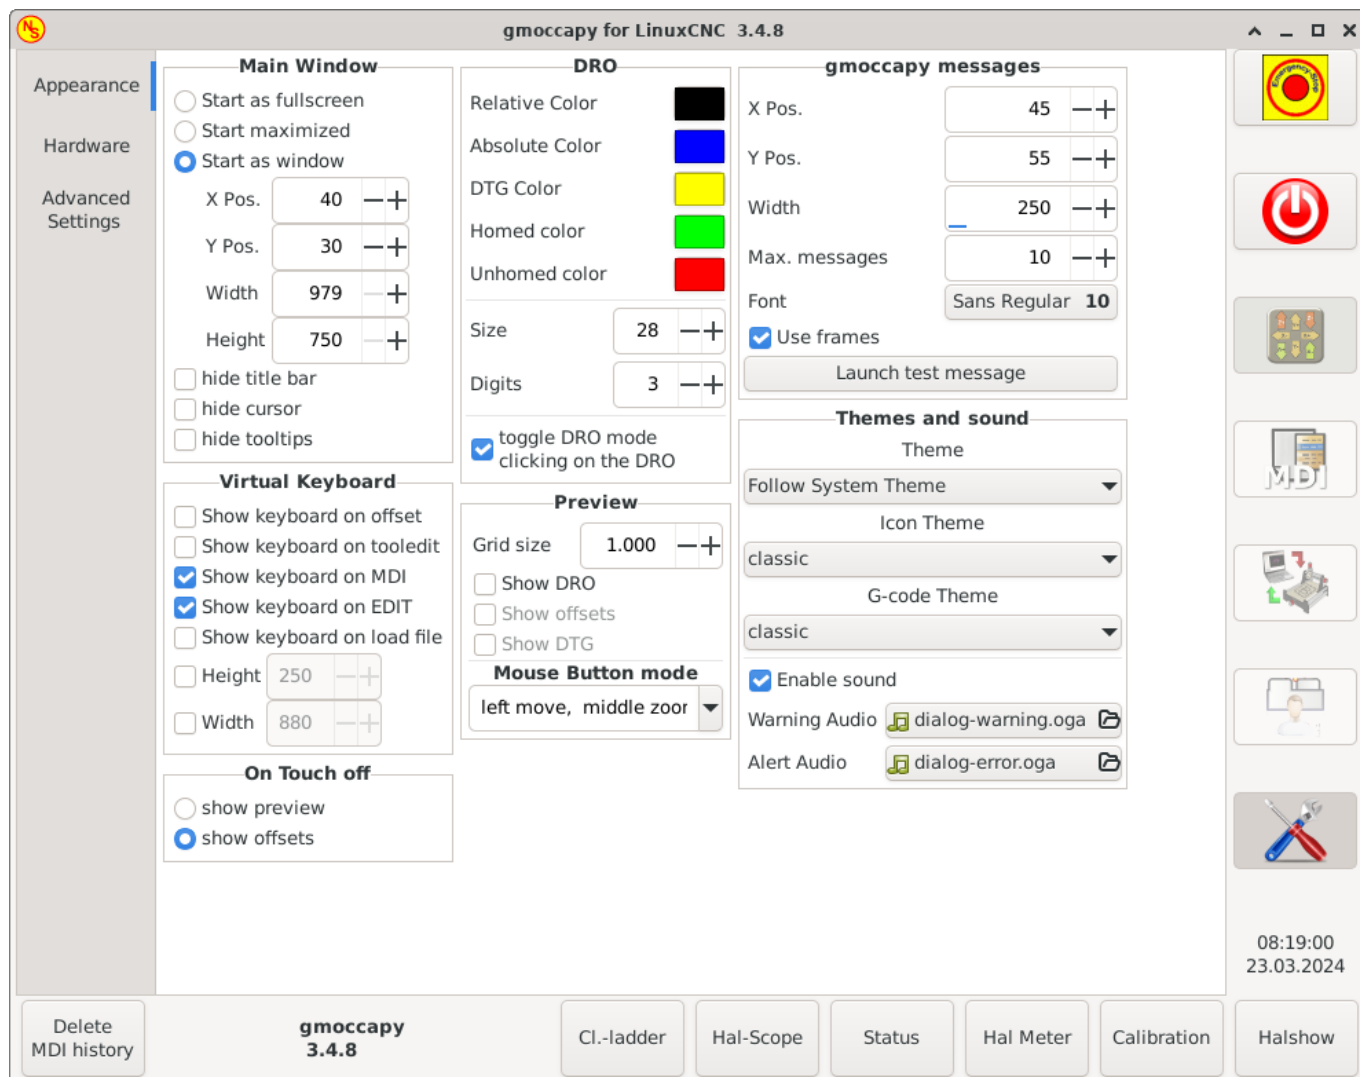 NS
gmoccapy for LinuxCNC 3.4.8
Appearance
Hardware
Advanced
Settings
Main Window
Start as fullscreen
Start maximized
Start as window
X Pos. 40
Y Pos. 30
Width 979
Height 750
hide title bar
hide cursor
hide tooltips
Virtual Keyboard
Show keyboard on offset
Show keyboard on tooledit
Show keyboard on MDI
Show keyboard on EDIT
Show keyboard on load file
Height 250
Width 880
On Touch off
show preview
show offsets
DRO
Relative Color
Absolute Color
DTG Color
Homed color
Unhomed color
Size 28
Digits 3
toggle DRO mode
clicking on the DRO
Preview
Grid size 1.000
Show DRO
Show offsets
Show DTG
Mouse Button mode
left move, middle zoor
gmoccapy messages
X Pos. 45
Y Pos. 55
Width 250
Max. messages 10
Font Sans Regular 10
Use frames
Launch test message
Themes and sound
Theme
Follow System Theme
Icon Theme
classic
G-code Theme
classic
Enable sound
Warning Audio dialog-warning.oga
Alert Audio dialog-error.oga
Emergency-Stop
MDI
08:19:00
23.03.2024
Delete
MDI history
gmoccapy
3.4.8
Cl.-ladder
Hal-Scope
Status
Hal Meter
Calibration
Halshow